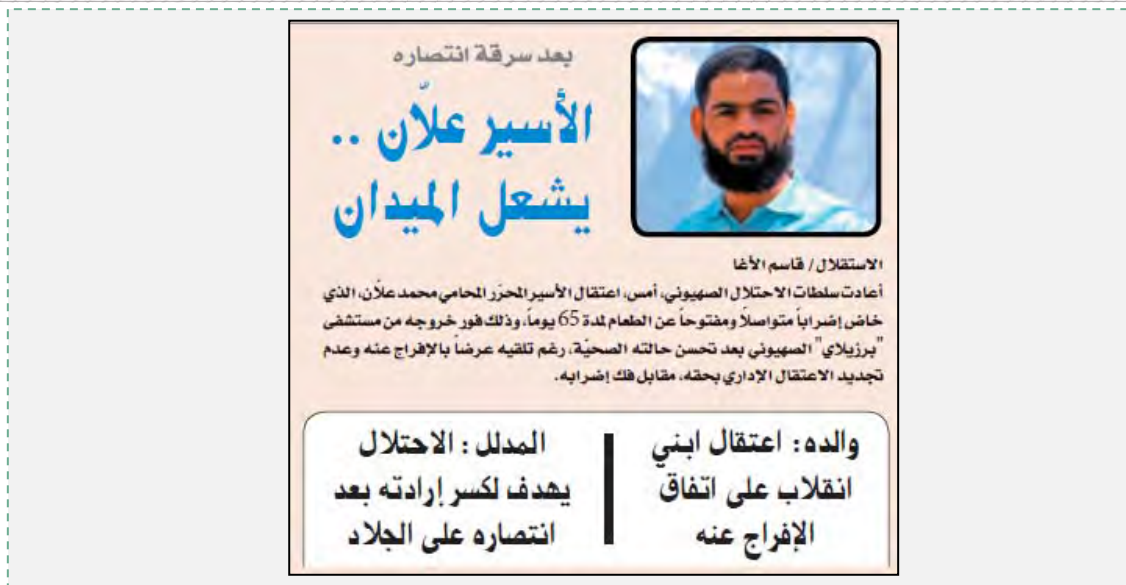 بعد سرقة انتصاره
الأسير علّان ..
يشعل الميدان
الاستقلال/ قاسم الأغا
أعادت سلطات الاحتلال الصهيوني، أمس، اعتقال الأسير المحرّر المحامي محمد علّان، الذي
خاض إضراباً متواصلاً ومفتوحاً عن الطعام لمدة 65 يوماً، وذلك فور خروجه من مستشفى
"برزيلاي" الصهيوني بعد تحسن حالته الصحيّة، رغم تلقيه عرضاً بالإفراج عنه وعدم
تجديد الاعتقال الإداري بحقه، مقابل فك إضرابه.
والده: اعتقال ابني
انقلاب على اتفاق
الإفراج عنه
المدلل: الاحتلال
يهدف لكسر إرادته بعد
انتصاره على الجلاد